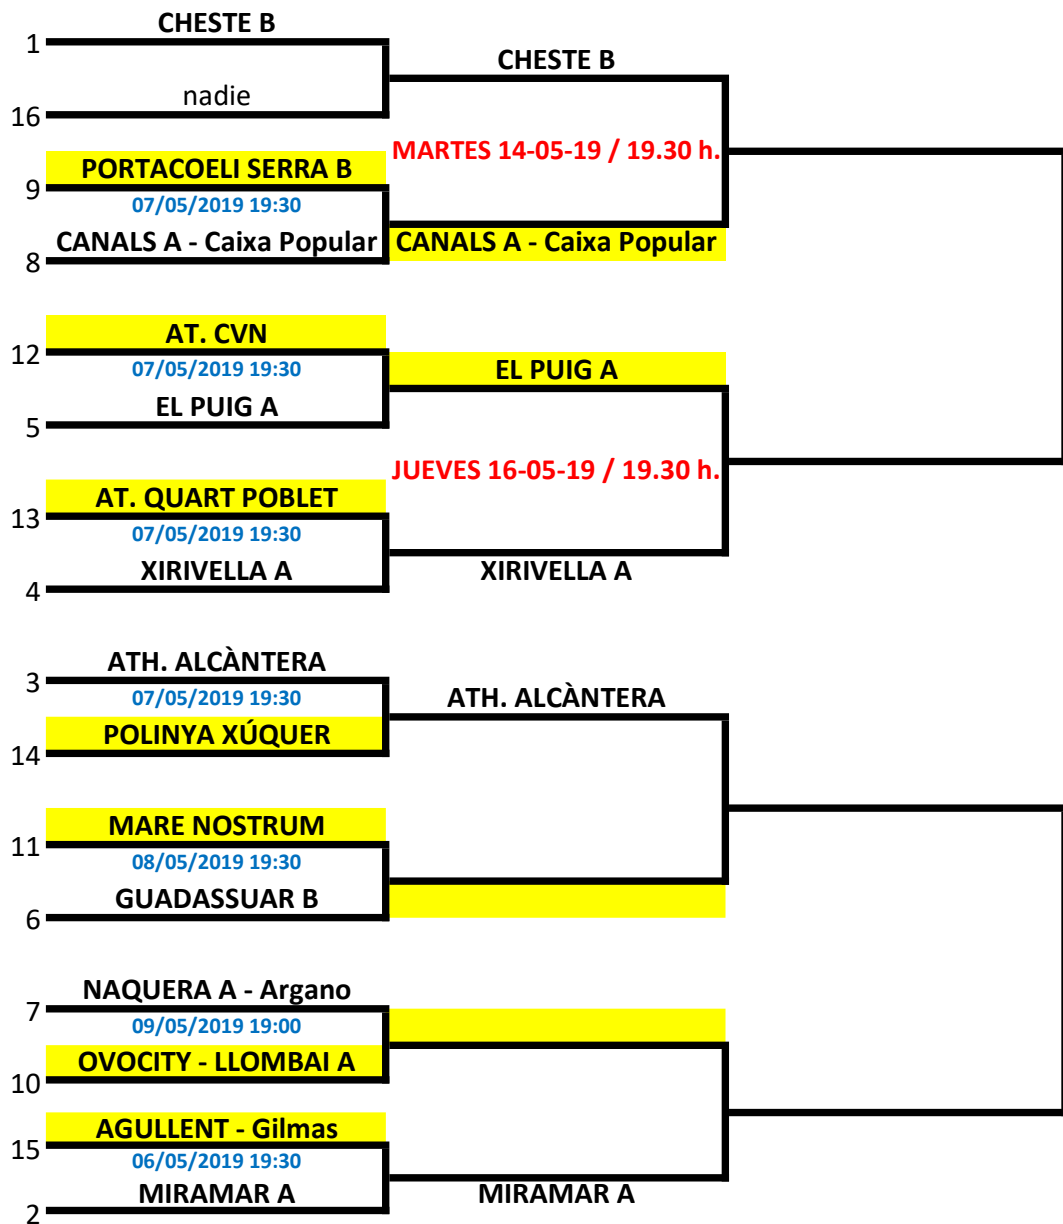 CHESTE B
1
CHESTE B
nadie
16
MARTES 14-05-19 / 19.30 h.
PORTACOELI SERRA B
9
07/05/2019 19:30
CANALS A - Caixa Popular
CANALS A - Caixa Popular
8
AT. CVN
12
07/05/2019 19:30
EL PUIG A
EL PUIG A
5
JUEVES 16-05-19 / 19.30 h.
AT. QUART POBLET
13
07/05/2019 19:30
XIRIVELLA A
XIRIVELLA A
4
ATH. ALCÀNTERA
3
07/05/2019 19:30
ATH. ALCÀNTERA
POLINYA XÚQUER
14
MARE NOSTRUM
11
08/05/2019 19:30
GUADASSUAR B
6
NAQUERA A - Argano
7
09/05/2019 19:00
OVOCITY - LLOMBAI A
10
AGULLENT - Gilmas
15
06/05/2019 19:30
MIRAMAR A
MIRAMAR A
2